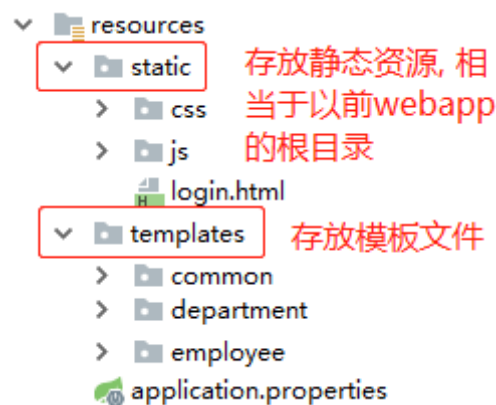 resources
static
存放静态资源, 相
当于以前webapp
的根目录
css
js
login.html
templates
存放模板文件
common
department
employee
application.properties